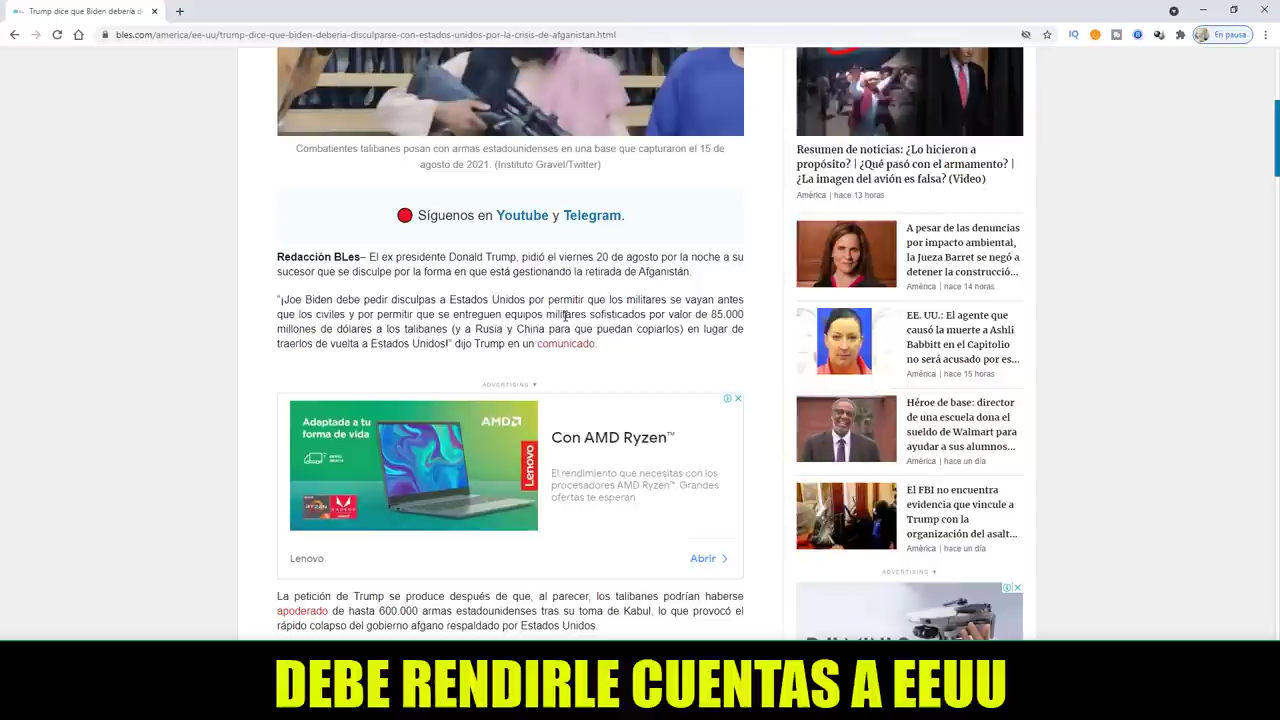 Trump dice que Biden debería d
bles.com/america/ee-uu/trump-dice-que-biden-deberia-disculparse-con-estados-unidos-por-la-crisis-de-afganistan.html
En pausa
Combatientes talibanes posan con armas estadounidenses en una base que capturaron el 15 de
agosto de 2021. (Instituto Gravel/Twitter)
Síguenos en Youtube y Telegram.
Redacción BLes– El ex presidente Donald Trump, pidió el viernes 20 de agosto por la noche a su
sucesor que se disculpe por la forma en que está gestionando la retirada de Afganistán.
“¡Joe Biden debe pedir disculpas a Estados Unidos por permitir que los militares se vayan antes
que los civiles y por permitir que se entreguen equipos militares sofisticados por valor de 85.000
millones de dólares a los talibanes (y a Rusia y China para que puedan copiarlos) en lugar de
traerlos de vuelta a Estados Unidos!” dijo Trump en un comunicado.
ADVERTISING ▼
Adaptada a tu
forma de vida
AMD
Lenovo
RYZEN
RADEON
Con AMD Ryzen™
El rendimiento que necesitas con los
procesadores AMD Ryzen™ Grandes
ofertas te esperan
Lenovo
Abrir
La petición de Trump se produce después de que, al parecer, los talibanes podrían haberse
apoderado de hasta 600.000 armas estadounidenses tras su toma de Kabul, lo que provocó el
rápido colapso del gobierno afgano respaldado por Estados Unidos.
Resumen de noticias: ¿Lo hicieron a
propósito? | ¿Qué pasó con el armamento? |
¿La imagen del avión es falsa? (Video)
América | hace 13 horas
A pesar de las denuncias
por impacto ambiental,
la Jueza Barret se negó a
detener la construcció...
América | hace 14 horas
EE. UU.: El agente que
causó la muerte a Ashli
Babbitt en el Capitolio
no será acusado por es...
América | hace 15 horas
Héroe de base: director
de una escuela dona el
sueldo de Walmart para
ayudar a sus alumnos...
América | hace un día
El FBI no encuentra
evidencia que vincule a
Trump con la
organización del asalt...
América | hace un día
ADVERTISING ▼
DEBE RENDIRLE CUENTAS A EEUU